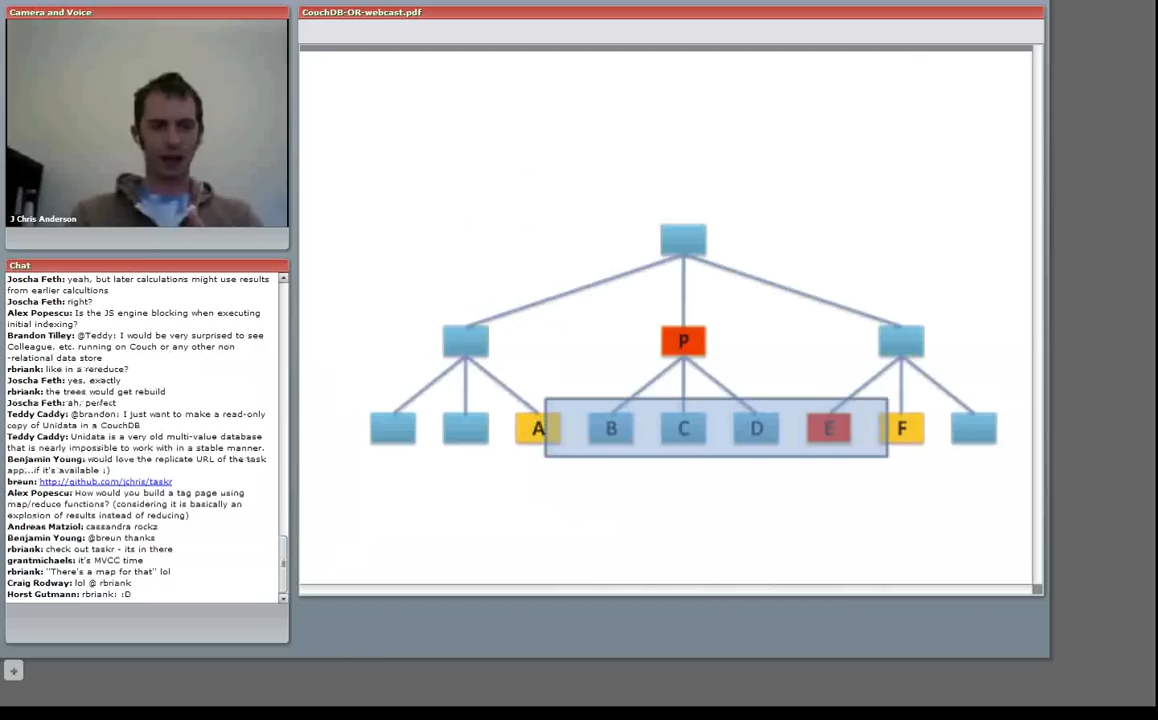 Camera and Voice
J Chris Anderson
Chat
Joscha Feth: yeah, but later calculations might use results
from earlier calcultions
Joscha Feth: right?
Alex Popescu: Is the JS engine blocking when executing
initial indexing?
Brandon Tilley: @Teddy: I would be very surprised to see
Colleague, etc. running on Couch or any other non
-relational data store
rbriank: like in a rereduce?
Joscha Feth: yes, exactly
rbriank: the trees would get rebuild
Joscha Feth: ah, perfect
Teddy Caddy: @brandon: I just want to make a read-only
copy of Unidata in a CouchDB
Teddy Caddy: Unidata is a very old multi-value database
that is nearly impossible to work with in a stable manner.
Benjamin Young: would love the replicate URL of the task
app...if it's available :)
breun: http://github.com/jchris/taskr
Alex Popescu: How would you build a tag page using
map/reduce functions? (considering it is basically an
explosion of results instead of reducing)
Andreas Matziol: cassandra rockz
Benjamin Young: @breun thanks
rbriank: check out taskr - its in there
grantmichaels: it's MVCC time
rbriank: "There's a map for that" lol
Craig Rodway: lol @ rbriank
Horst Gutmann: rbriank: :D
CouchDB-OR-webcast.pdf
P
A B C D E F